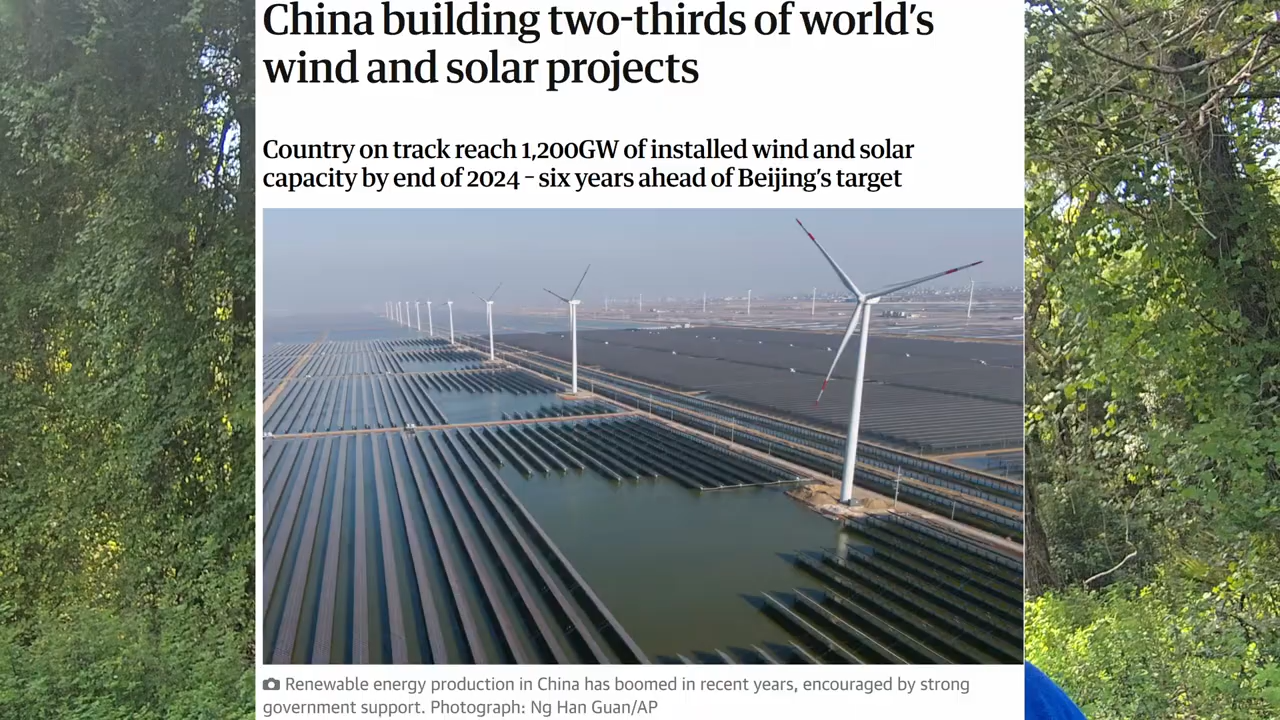 China building two-thirds of world's
wind and solar projects
Country on track reach 1,200GW of installed wind and solar
capacity by end of 2024 – six years ahead of Beijing's target
Renewable energy production in China has boomed in recent years, encouraged by strong
government support. Photograph: Ng Han Guan/AP